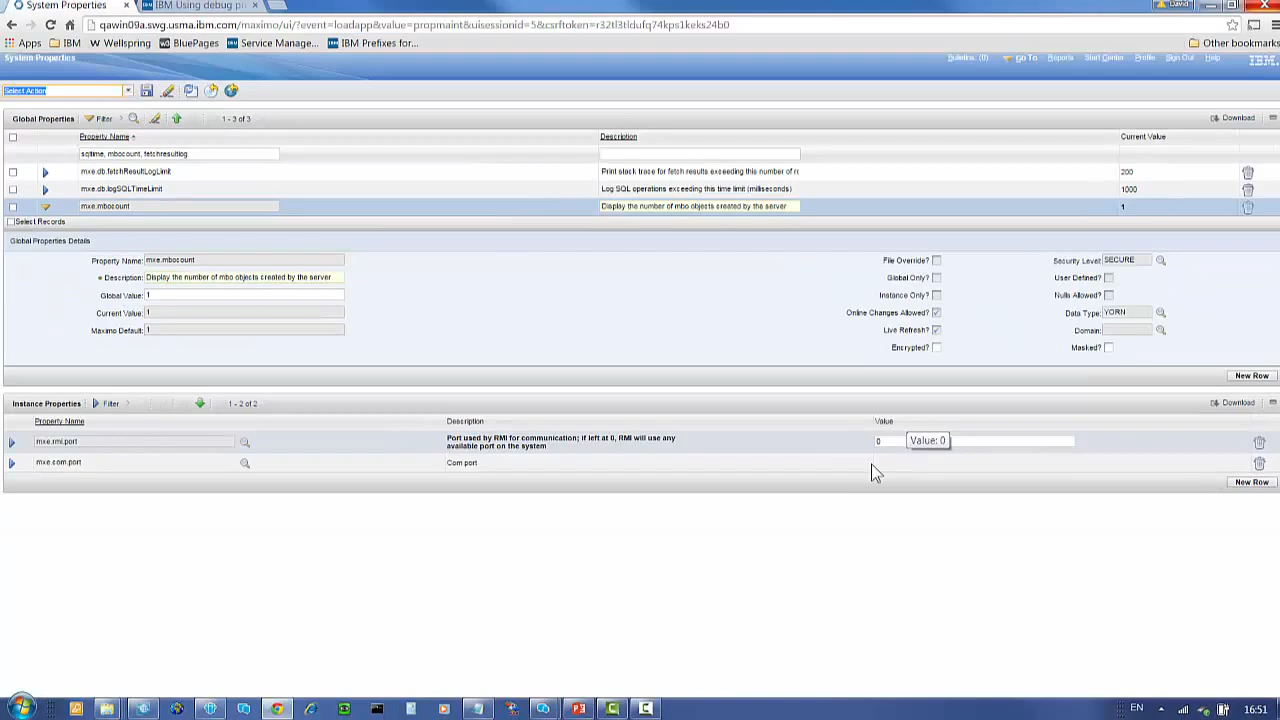 System Properties
IBM Using debug pr
David
qawin09a.swg.usma.ibm.com/maximo/ui/?event=loadapp&value=propmaint&uisessionid=5&csrftoken=r32tl3tldufq74kps1keks24b0
Apps IBM Wellspring BluePages Service Manage... IBM Prefixes for... Other bookmarks
System Properties Bulletins: (0) Go To Reports Start Center Profile Sign Out Help IBM
Select Action
Global Properties Filter 1 - 3 of 3 Download
Property Name Description Current Value
sqltime, mbocount, fetchresultlog
mxe.db.fetchResultLogLimit Print stack trace for fetch results exceeding this number of rc 200
mxe.db.logSQLTimeLimit Log SQL operations exceeding this time limit (milliseconds) 1000
mxe.mbocount Display the number of mbo objects created by the server 1
Select Records
Global Properties Details
Property Name: mxe.mbocount File Override? Security Level: SECURE
Description: Display the number of mbo objects created by the server Global Only? User Defined?
Global Value: 1 Instance Only? Nulls Allowed?
Current Value: 1 Online Changes Allowed? Data Type: YORN
Maximo Default: 1 Live Refresh? Domain:
Encrypted? Masked?
New Row
Instance Properties Filter 1 - 2 of 2 Download
Property Name Description Value
mxe.rmi.port Port used by RMI for communication; if left at 0, RMI will use any available port on the system 0 Value: 0
mxe.com.port Com port
New Row
EN 16:51